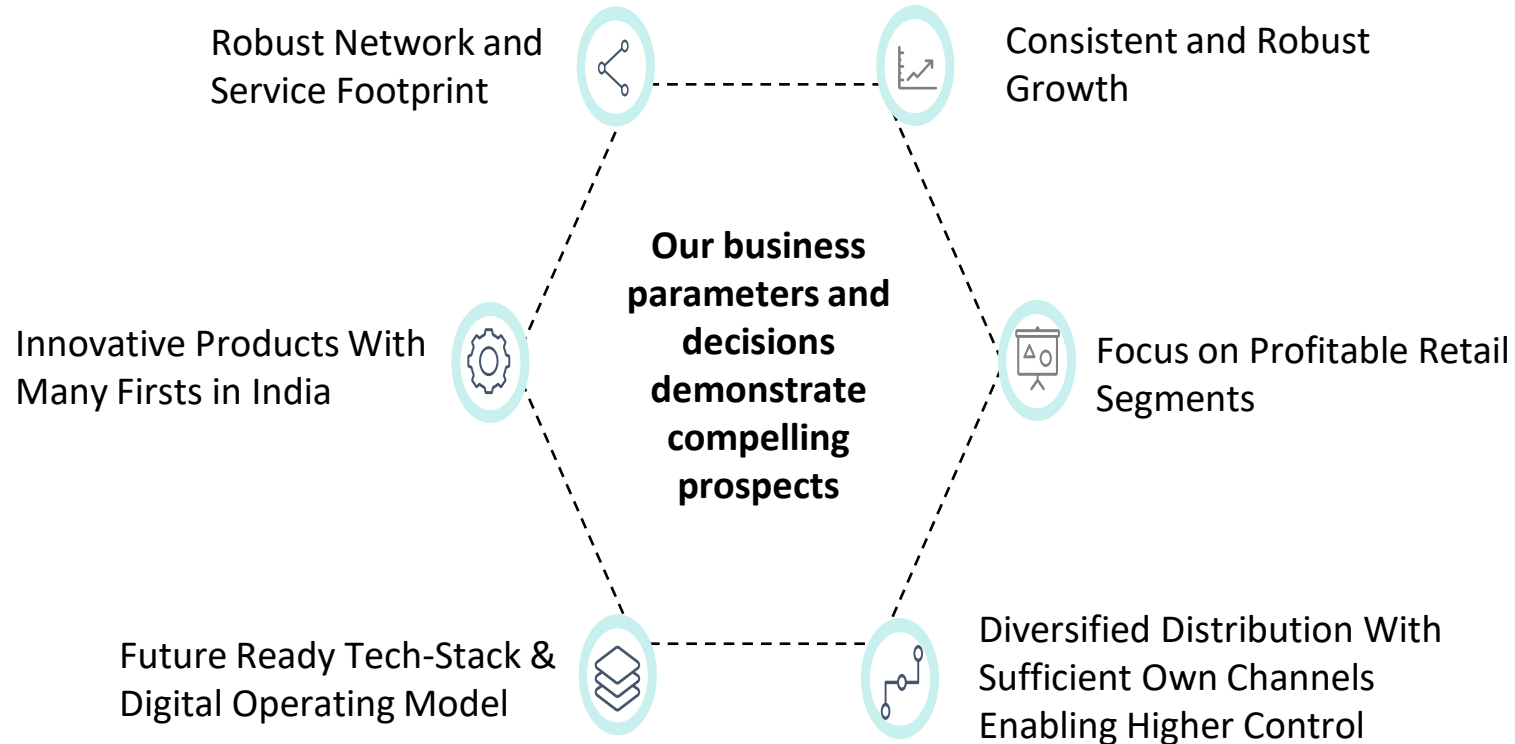 Robust Network and
Service Footprint
Consistent and Robust
Growth
Our business
parameters and
decisions
demonstrate
compelling
prospects
Innovative Products With
Many Firsts in India
Focus on Profitable Retail
Segments
Future Ready Tech-Stack &
Digital Operating Model
Diversified Distribution With
Sufficient Own Channels
Enabling Higher Control